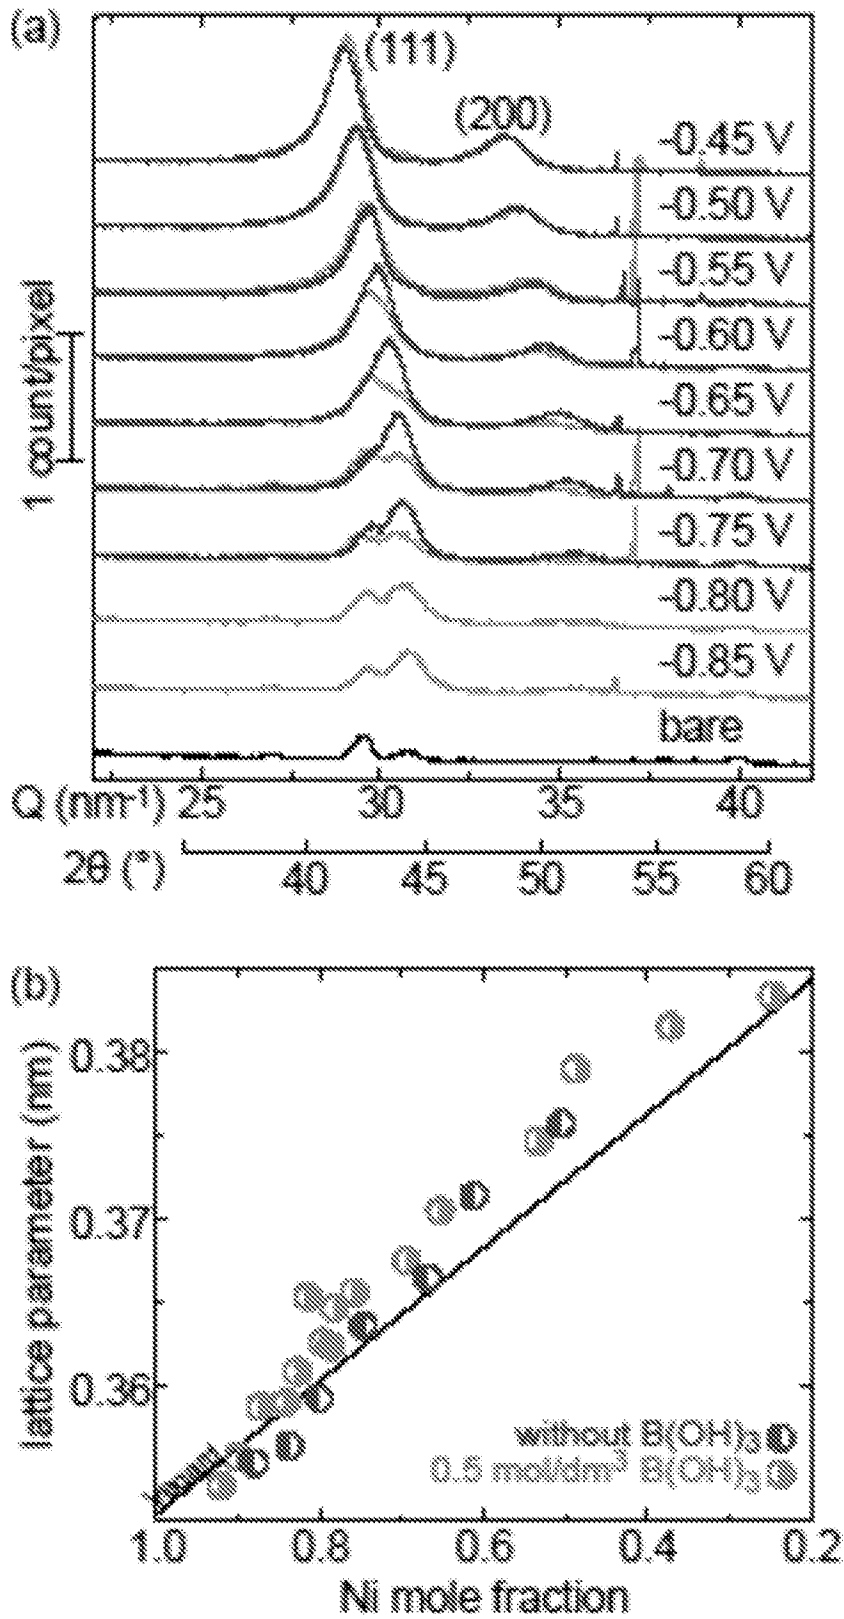 (a)
(111)
(200)
-0.45 V
-0.50 V
-0.55 V
-0.60 V
-0.65 V
-0.70 V
-0.75 V
-0.80 V
-0.85 V
bare
1 count/pixel
Q (nm⁻¹) 25 30 35 40
2θ (°) 40 45 50 55 60
(b)
lattice parameter (nm)
0.38
0.37
0.36
without B(OH)₃
0.5 mol/dm³ B(OH)₃
1.0 0.8 0.6 0.4 0.2
Ni mole fraction